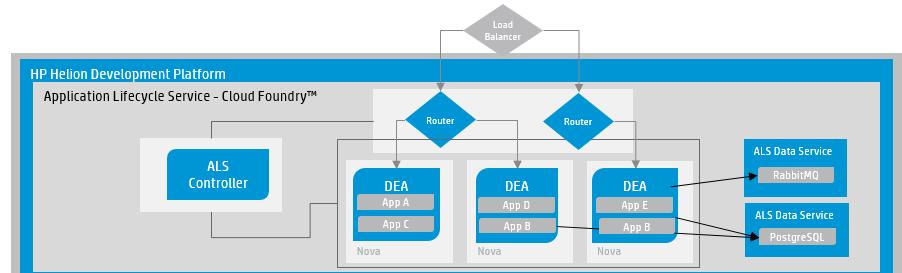 Load
Balancer
HP Helion Development Platform
Application Lifecycle Service - Cloud Foundry™
Router
Router
ALS
Controller
DEA
App A
App C
Nova
DEA
App D
App B
Nova
DEA
App E
App B
Nova
ALS Data Service
RabbitMQ
ALS Data Service
PostgreSQL